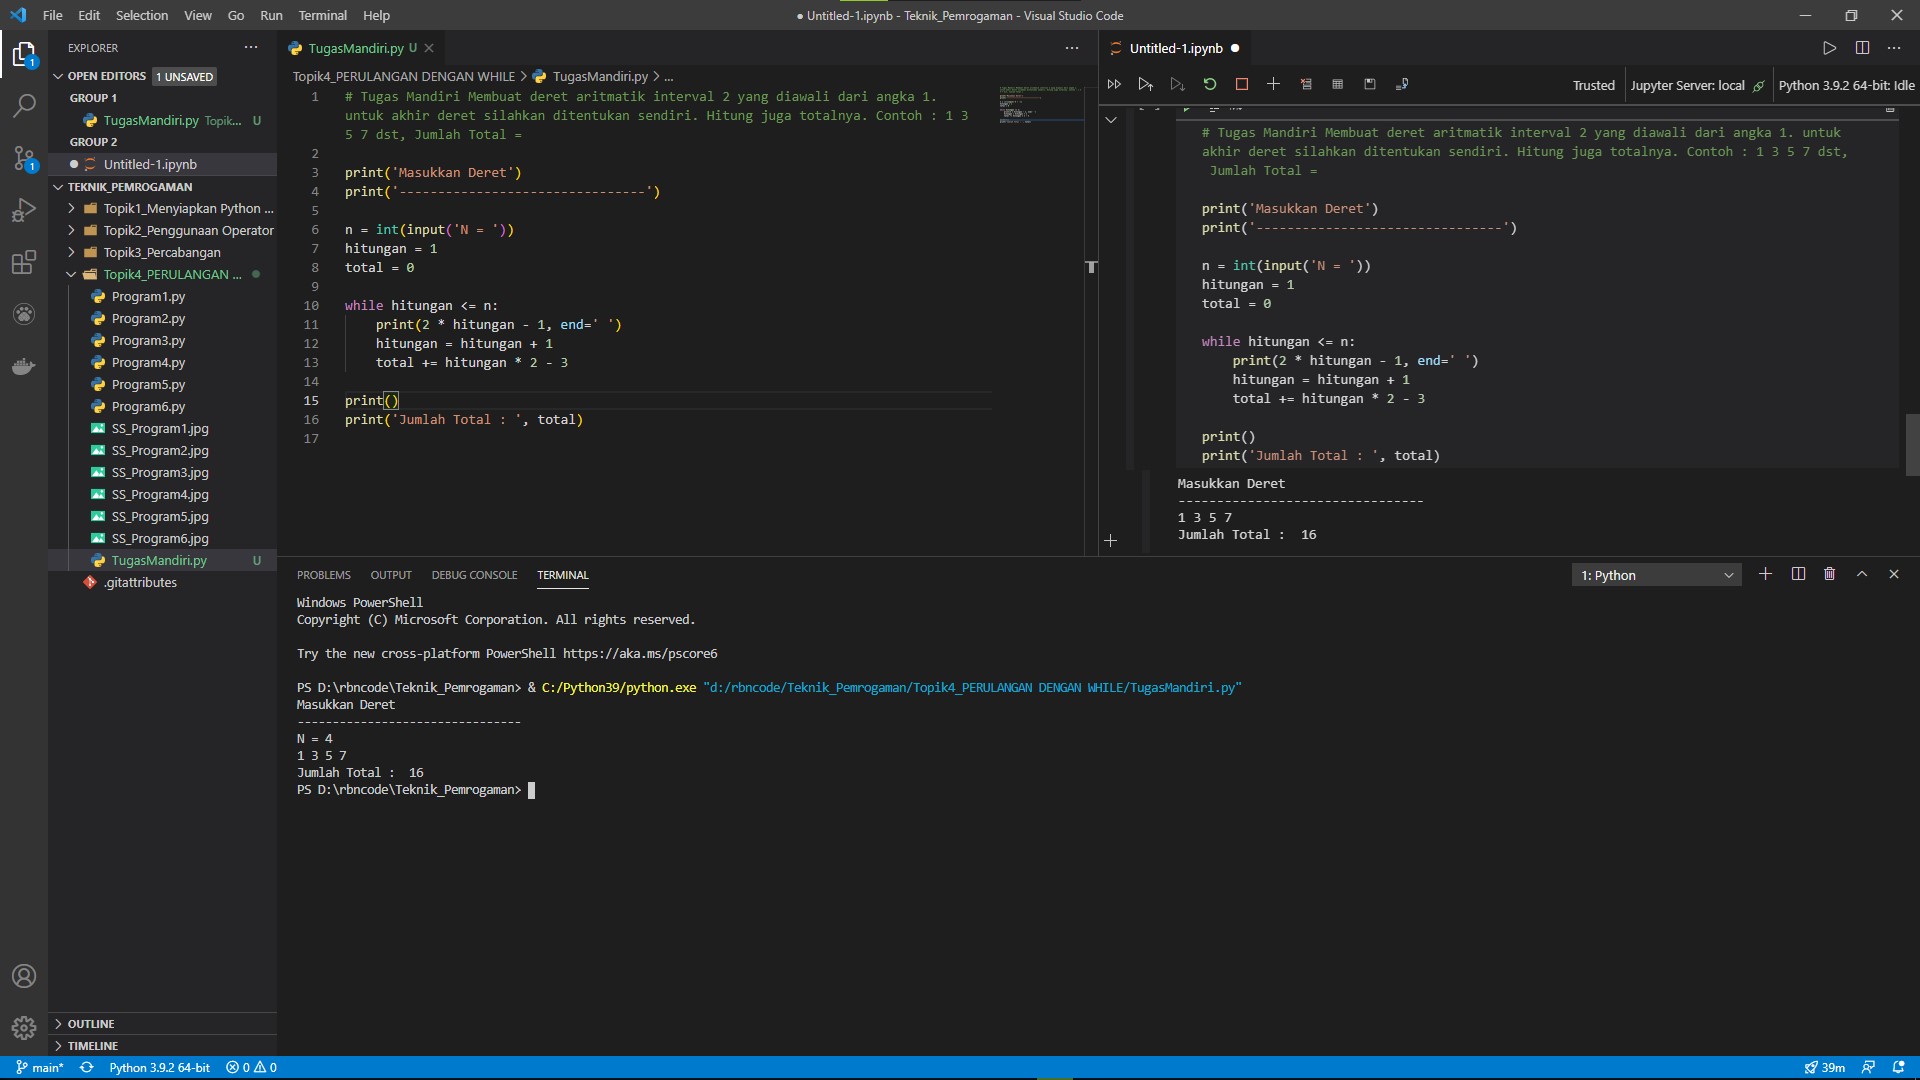 File Edit Selection View Go Run Terminal Help
● Untitled-1.ipynb - Teknik_Pemrogaman - Visual Studio Code
EXPLORER
OPEN EDITORS 1 UNSAVED
GROUP 1
TugasMandiri.py Topik... U
GROUP 2
Untitled-1.ipynb
TEKNIK_PEMROGAMAN
Topik1_Menyiapkan Python ...
Topik2_Penggunaan Operator
Topik3_Percabangan
Topik4_PERULANGAN ...
Program1.py
Program2.py
Program3.py
Program4.py
Program5.py
Program6.py
SS_Program1.jpg
SS_Program2.jpg
SS_Program3.jpg
SS_Program4.jpg
SS_Program5.jpg
SS_Program6.jpg
TugasMandiri.py U
.gitattributes
OUTLINE
TIMELINE
TugasMandiri.py U
Topik4_PERULANGAN DENGAN WHILE > TugasMandiri.py > ...
1 # Tugas Mandiri Membuat deret aritmatik interval 2 yang diawali dari angka 1.
untuk akhir deret silahkan ditentukan sendiri. Hitung juga totalnya. Contoh : 1 3
5 7 dst, Jumlah Total =
2
3 print('Masukkan Deret')
4 print('--------------------------------')
5
6 n = int(input('N = '))
7 hitungan = 1
8 total = 0
9
10 while hitungan <= n:
11 print(2 * hitungan - 1, end=' ')
12 hitungan = hitungan + 1
13 total += hitungan * 2 - 3
14
15 print()
16 print('Jumlah Total : ', total)
17
Untitled-1.ipynb ●
Trusted Jupyter Server: local Python 3.9.2 64-bit: Idle
# Tugas Mandiri Membuat deret aritmatik interval 2 yang diawali dari angka 1. untuk
akhir deret silahkan ditentukan sendiri. Hitung juga totalnya. Contoh : 1 3 5 7 dst,
Jumlah Total =
print('Masukkan Deret')
print('--------------------------------')
n = int(input('N = '))
hitungan = 1
total = 0
while hitungan <= n:
print(2 * hitungan - 1, end=' ')
hitungan = hitungan + 1
total += hitungan * 2 - 3
print()
print('Jumlah Total : ', total)
Masukkan Deret
--------------------------------
1 3 5 7
Jumlah Total :  16
PROBLEMS OUTPUT DEBUG CONSOLE TERMINAL
1: Python
Windows PowerShell
Copyright (C) Microsoft Corporation. All rights reserved.
Try the new cross-platform PowerShell https://aka.ms/pscore6
PS D:\rbncode\Teknik_Pemrogaman> & C:/Python39/python.exe "d:/rbncode/Teknik_Pemrogaman/Topik4_PERULANGAN DENGAN WHILE/TugasMandiri.py"
Masukkan Deret
--------------------------------
N = 4
1 3 5 7
Jumlah Total :  16
PS D:\rbncode\Teknik_Pemrogaman>
main* Python 3.9.2 64-bit 0 0 39m